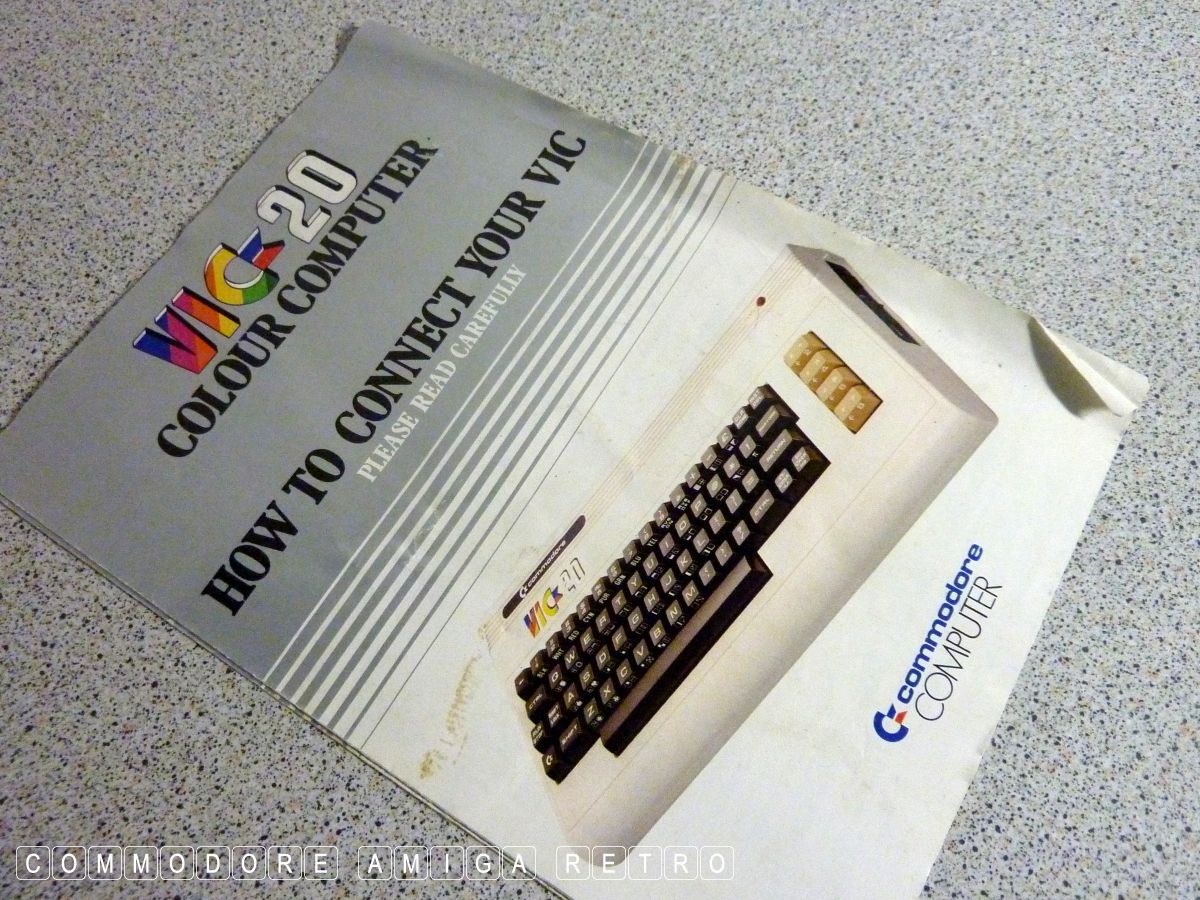 VIC 20
COLOUR COMPUTER
HOW TO CONNECT YOUR VIC
PLEASE READ CAREFULLY
commodore
VIC 20
commodore
COMPUTER
COMMODORE AMIGA RETRO